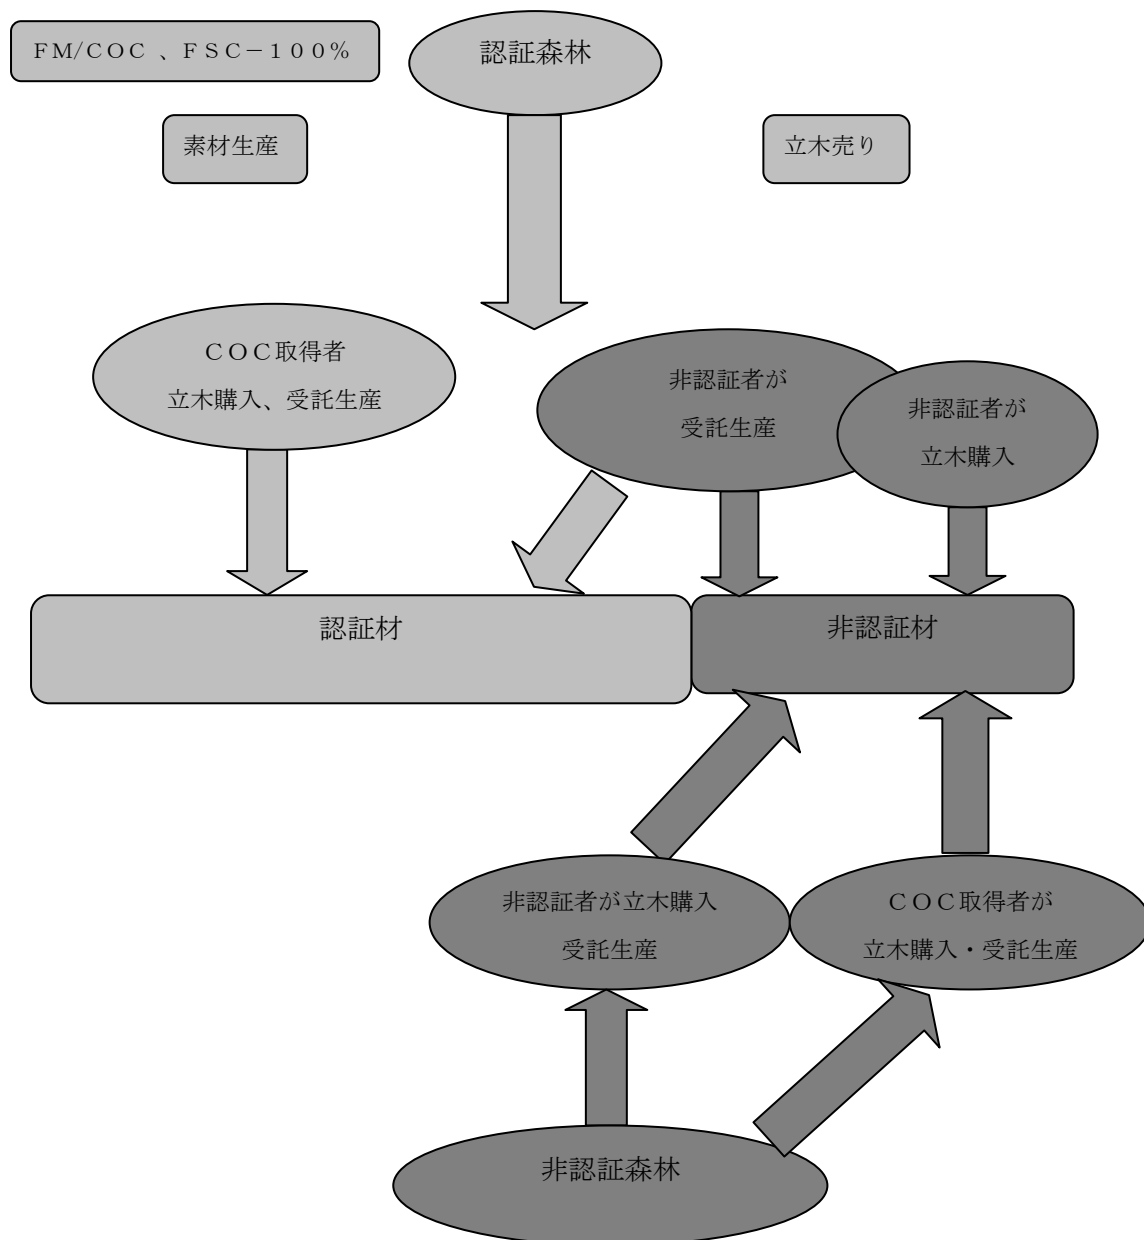 ＦＭ/ＣＯＣ 、ＦＳＣ－１００％
認証森林
素材生産
立木売り
ＣＯＣ取得者
立木購入、受託生産
非認証者が
受託生産
非認証者が
立木購入
認証材
非認証材
非認証者が立木購入
受託生産
ＣＯＣ取得者が
立木購入・受託生産
非認証森林